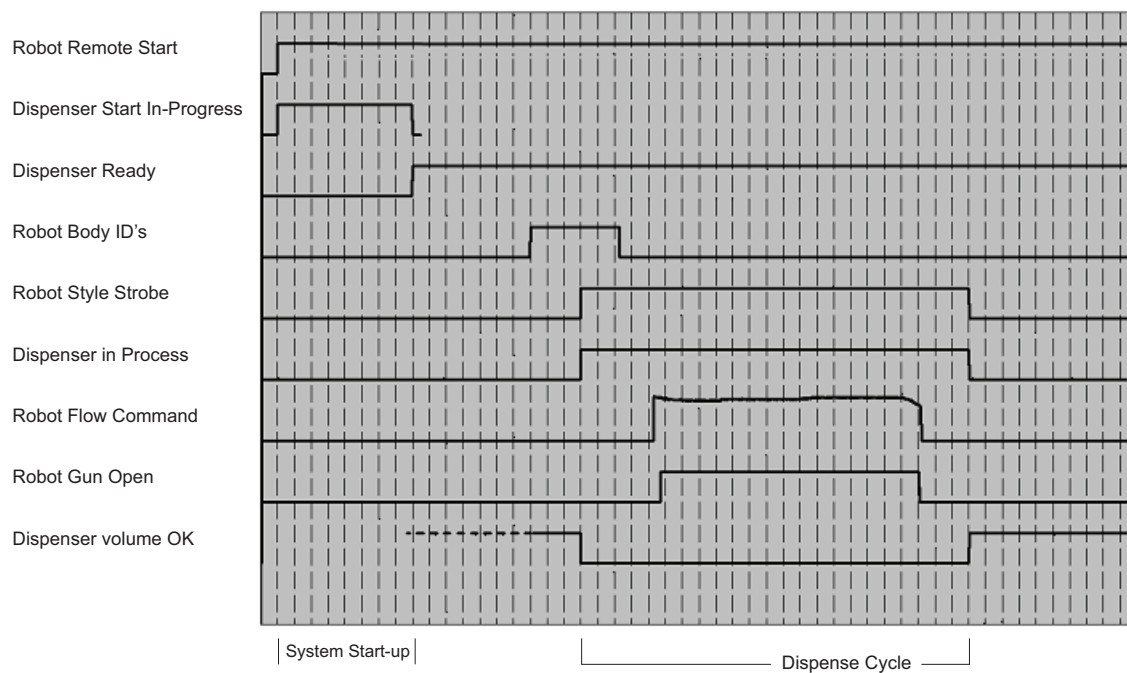 Robot Remote Start
Dispenser Start In-Progress
Dispenser Ready
Robot Body ID’s
Robot Style Strobe
Dispenser in Process
Robot Flow Command
Robot Gun Open
Dispenser volume OK
System Start-up
Dispense Cycle